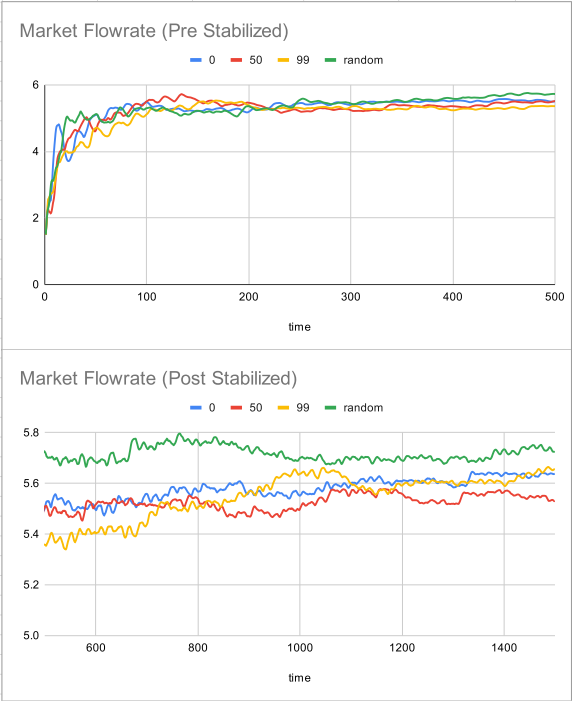 Market Flowrate (Pre Stabilized)
0 50 99 random
6
4
2
0
0 100 200 300 400 500
time
Market Flowrate (Post Stabilized)
0 50 99 random
5.8
5.6
5.4
5.2
5.0
600 800 1000 1200 1400
time